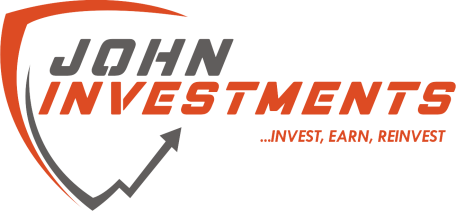 JOHN
INVESTMENTS
...INVEST, EARN, REINVEST